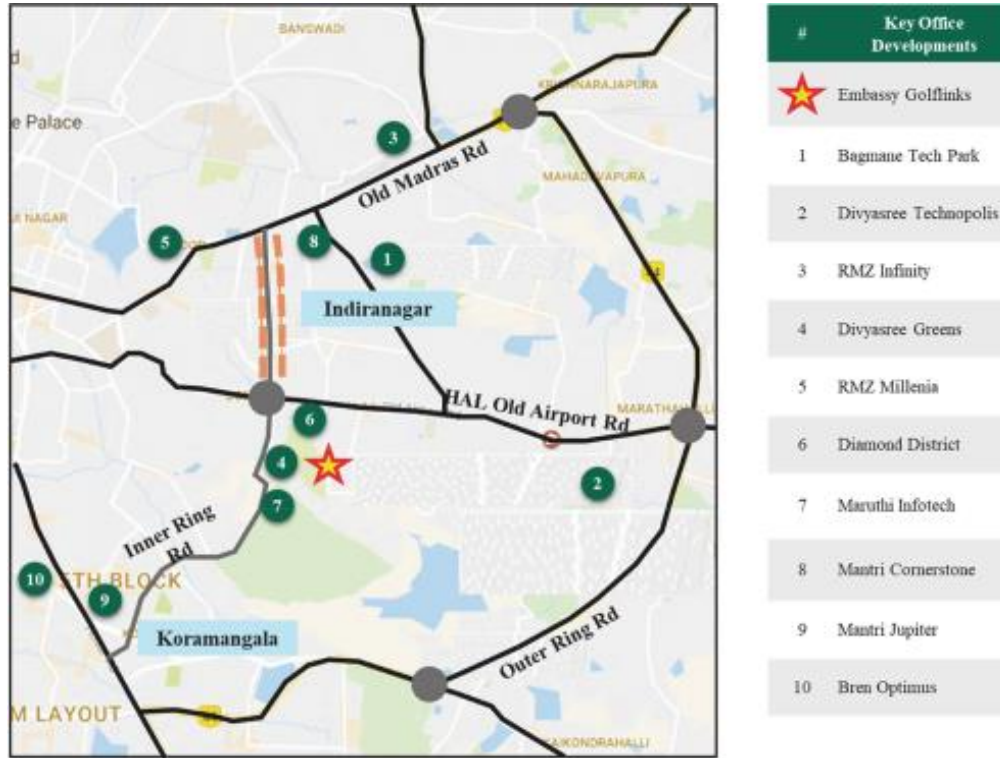 BANSWADI
KRISHNARAJAPURA
e Palace
3
Old Madras Rd
MAHADEVAPURA
NAGAR
5
8
1
Indiranagar
HAL Old Airport Rd
6
4
2
7
Inner Ring
Rd
10
5TH BLOCK
9
Koramangala
Outer Ring Rd
M LAYOUT
KAIKONDRAHALLI
# Key Office
Developments
Embassy Golflinks
1 Bagmane Tech Park
2 Divyasree Technopolis
3 RMZ Infinity
4 Divyasree Greens
5 RMZ Millenia
6 Diamond District
7 Maruthi Infotech
8 Mantri Cornerstone
9 Mantri Jupiter
10 Bren Optimus